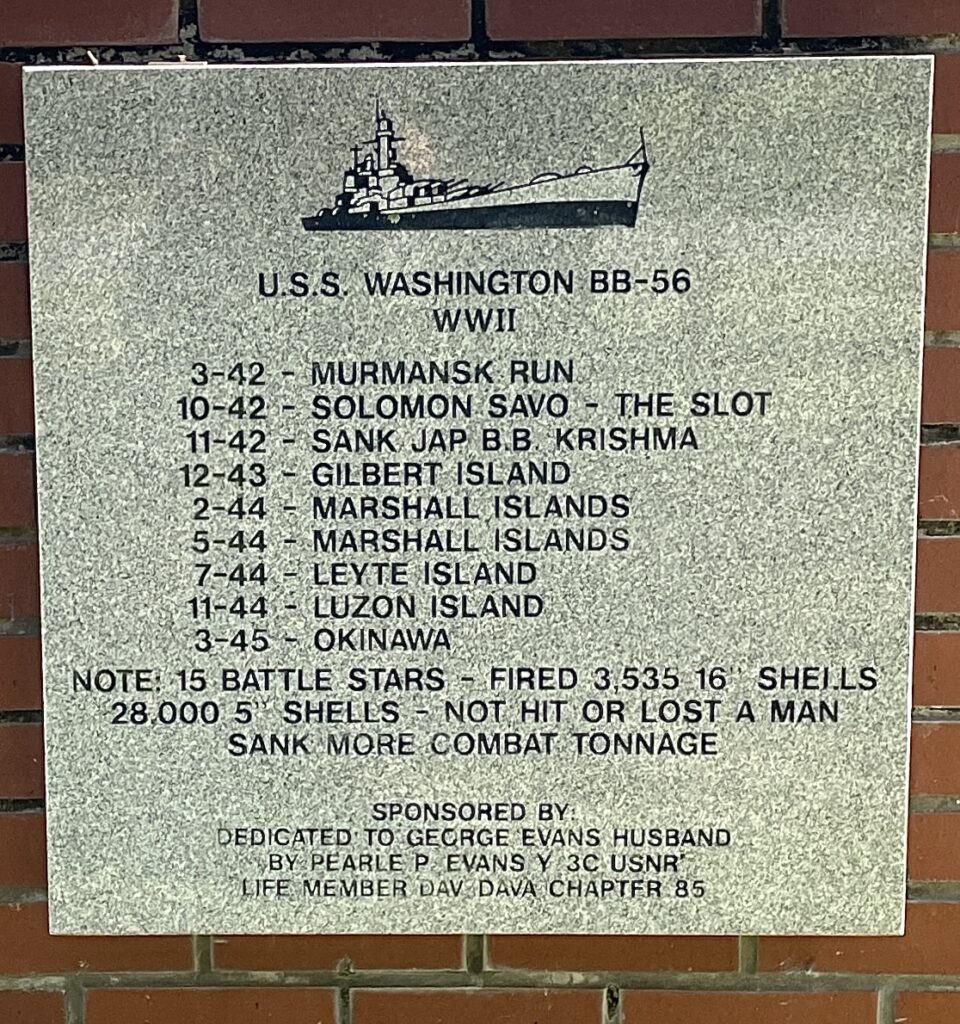 U.S.S. WASHINGTON BB-56
WWII
3-42 - MURMANSK RUN
10-42 - SOLOMON SAVO - THE SLOT
11-42 - SANK JAP B.B. KRISHMA
12-43 - GILBERT ISLAND
2-44 - MARSHALL ISLANDS
5-44 - MARSHALL ISLANDS
7-44 - LEYTE ISLAND
11-44 - LUZON ISLAND
3-45 - OKINAWA
NOTE: 15 BATTLE STARS - FIRED 3,535 16" SHELLS
28,000 5" SHELLS - NOT HIT OR LOST A MAN
SANK MORE COMBAT TONNAGE
SPONSORED BY:
DEDICATED TO GEORGE EVANS HUSBAND
BY PEARLE P. EVANS Y 3C USNR
LIFE MEMBER DAV DAVA CHAPTER 85